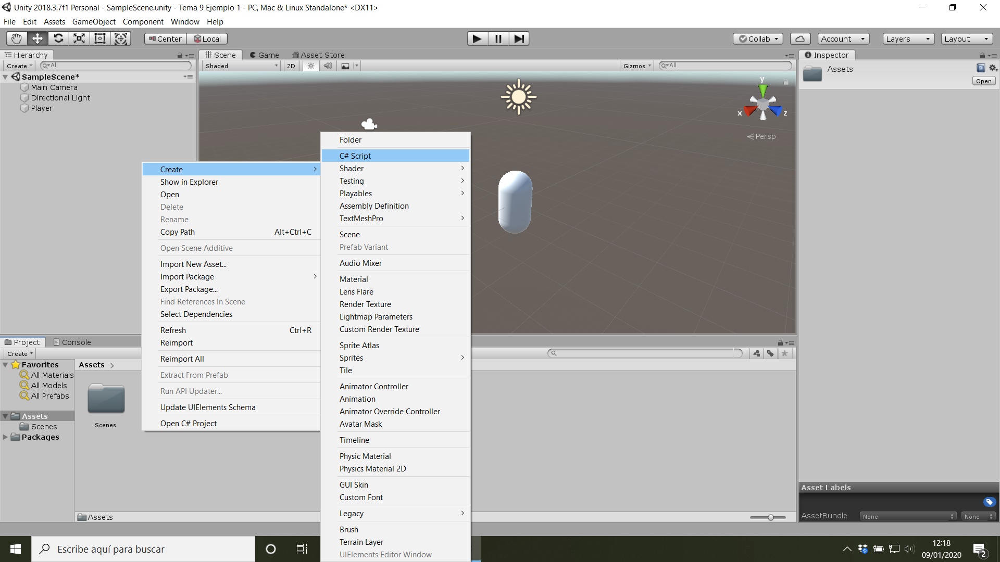 Unity 2018.3.7f1 Personal - SampleScene.unity - Tema 9 Ejemplo 1 - PC, Mac & Linux Standalone* <DX11>
File Edit Assets GameObject Component Window Help
Center Local Collab Account Layers Layout
Hierarchy
Create All
SampleScene*
Main Camera
Directional Light
Player
Scene Game Asset Store
Shaded 2D Gizmos All
y
x
z
Persp
Inspector
Assets
Open
Create
Show in Explorer
Open
Delete
Rename
Copy Path Alt+Ctrl+C
Open Scene Additive
Import New Asset...
Import Package
Export Package...
Find References In Scene
Select Dependencies
Refresh Ctrl+R
Reimport
Reimport All
Extract From Prefab
Run API Updater...
Update UIElements Schema
Open C# Project
Folder
C# Script
Shader
Testing
Playables
Assembly Definition
TextMeshPro
Scene
Prefab Variant
Audio Mixer
Material
Lens Flare
Render Texture
Lightmap Parameters
Custom Render Texture
Sprite Atlas
Sprites
Tile
Animator Controller
Animation
Animator Override Controller
Avatar Mask
Timeline
Physic Material
Physics Material 2D
GUI Skin
Custom Font
Legacy
Brush
Terrain Layer
UIElements Editor Window
Project Console
Create
Favorites
All Materials
All Models
All Prefabs
Assets
Scenes
Packages
Assets
Scenes
Assets
Asset Labels
AssetBundle None None
Escribe aquí para buscar
12:18
09/01/2020
2